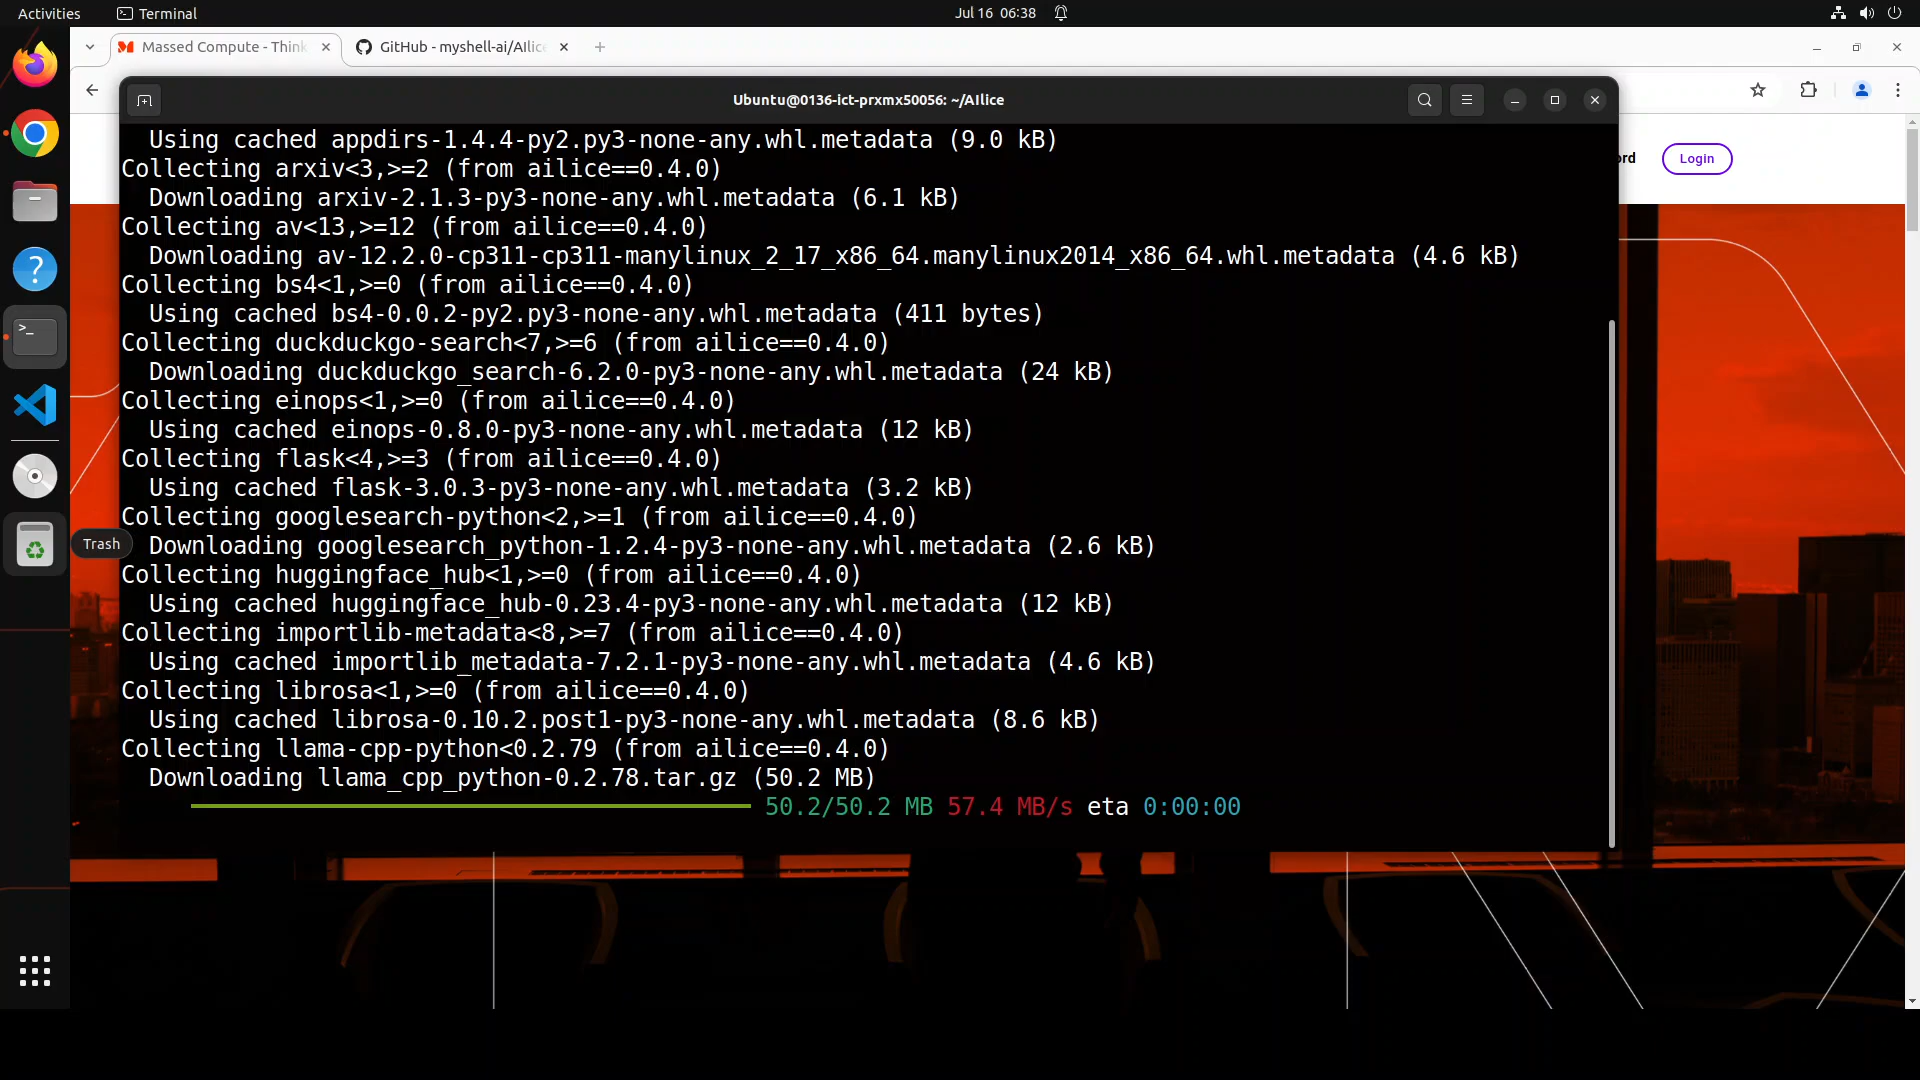 Activities
Terminal
Jul 16 06:38
Massed Compute - Think
GitHub - myshell-ai/AIlice
Ubuntu@0136-ict-prxmx50056: ~/AIlice
ord
Login
Using cached appdirs-1.4.4-py2.py3-none-any.whl.metadata (9.0 kB)
Collecting arxiv<3,>=2 (from ailice==0.4.0)
Downloading arxiv-2.1.3-py3-none-any.whl.metadata (6.1 kB)
Collecting av<13,>=12 (from ailice==0.4.0)
Downloading av-12.2.0-cp311-cp311-manylinux_2_17_x86_64.manylinux2014_x86_64.whl.metadata (4.6 kB)
Collecting bs4<1,>=0 (from ailice==0.4.0)
Using cached bs4-0.0.2-py2.py3-none-any.whl.metadata (411 bytes)
Collecting duckduckgo-search<7,>=6 (from ailice==0.4.0)
Downloading duckduckgo_search-6.2.0-py3-none-any.whl.metadata (24 kB)
Collecting einops<1,>=0 (from ailice==0.4.0)
Using cached einops-0.8.0-py3-none-any.whl.metadata (12 kB)
Collecting flask<4,>=3 (from ailice==0.4.0)
Using cached flask-3.0.3-py3-none-any.whl.metadata (3.2 kB)
Collecting googlesearch-python<2,>=1 (from ailice==0.4.0)
Trash
Downloading googlesearch_python-1.2.4-py3-none-any.whl.metadata (2.6 kB)
Collecting huggingface_hub<1,>=0 (from ailice==0.4.0)
Using cached huggingface_hub-0.23.4-py3-none-any.whl.metadata (12 kB)
Collecting importlib-metadata<8,>=7 (from ailice==0.4.0)
Using cached importlib_metadata-7.2.1-py3-none-any.whl.metadata (4.6 kB)
Collecting librosa<1,>=0 (from ailice==0.4.0)
Using cached librosa-0.10.2.post1-py3-none-any.whl.metadata (8.6 kB)
Collecting llama-cpp-python<0.2.79 (from ailice==0.4.0)
Downloading llama_cpp_python-0.2.78.tar.gz (50.2 MB)
50.2/50.2 MB 57.4 MB/s eta 0:00:00